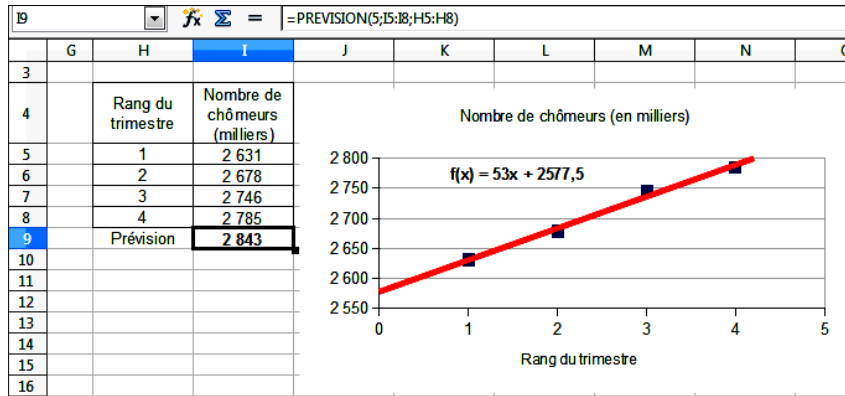 I9 fx Σ = =PREVISION(5;I5:I8;H5:H8)
G H I J K L M N
3
4 Rang du trimestre Nombre de chômeurs (milliers)
5 1 2 631
6 2 2 678
7 3 2 746
8 4 2 785
9 Prévision 2 843
10
11
12
13
14
15
16
Nombre de chômeurs (en milliers)
f(x) = 53x + 2577,5
2 800
2 750
2 700
2 650
2 600
2 550
0 1 2 3 4 5
Rang du trimestre